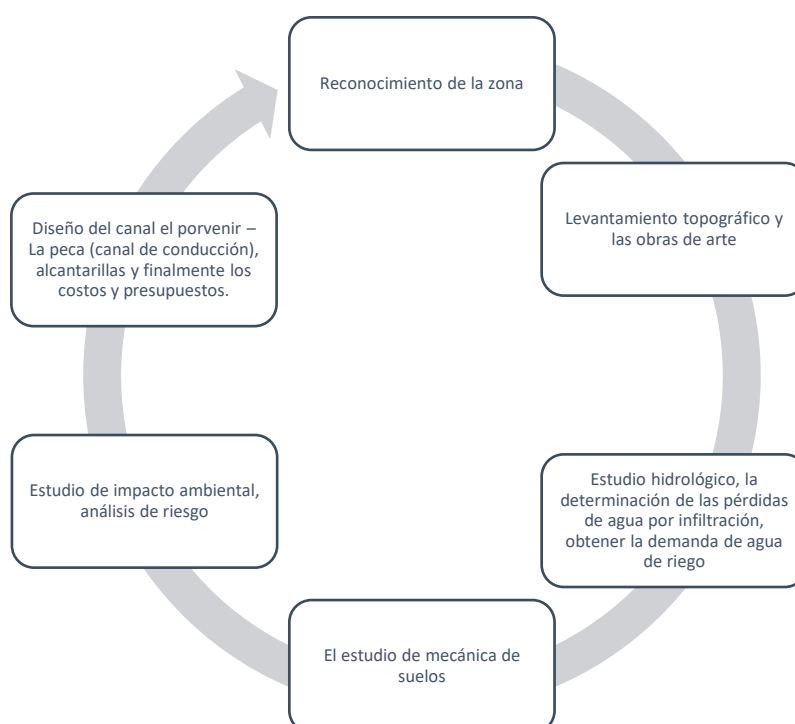 Reconocimiento de la zona
Levantamiento topográfico y
las obras de arte
Estudio hidrológico, la
determinación de las pérdidas
de agua por infiltración,
obtener la demanda de agua
de riego
El estudio de mecánica de
suelos
Estudio de impacto ambiental,
análisis de riesgo
Diseño del canal el porvenir –
La peca (canal de conducción),
alcantarillas y finalmente los
costos y presupuestos.